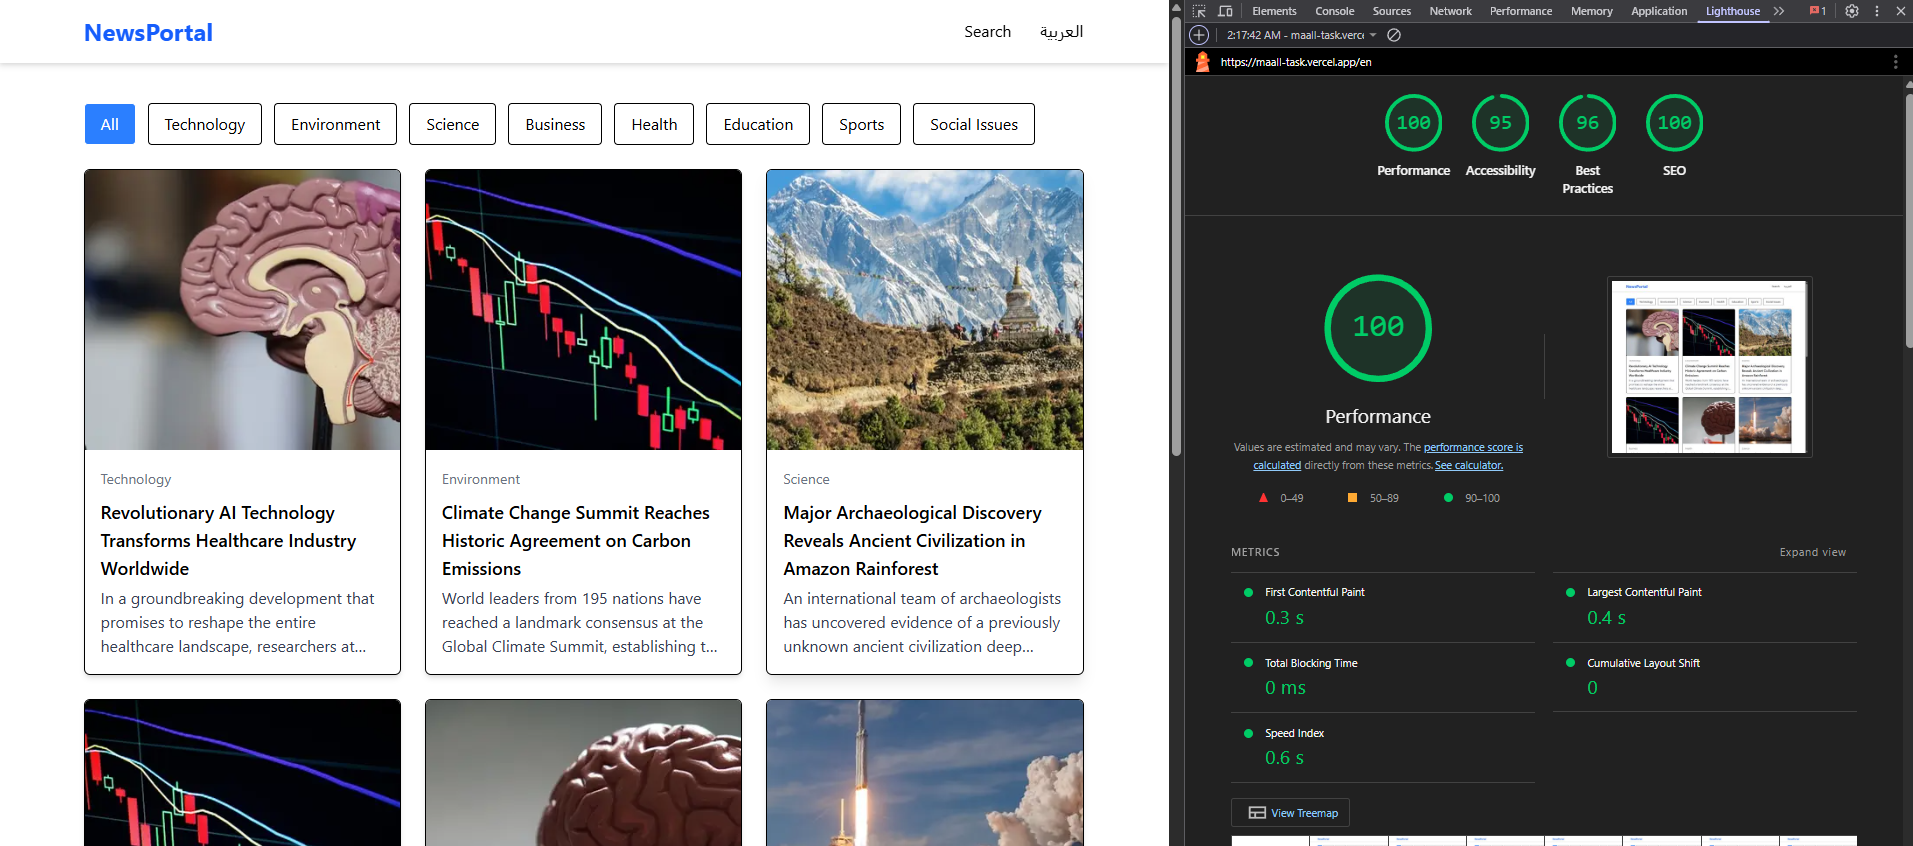 NewsPortal
Search
العربية
All
Technology
Environment
Science
Business
Health
Education
Sports
Social Issues
Technology
Revolutionary AI Technology
Transforms Healthcare Industry
Worldwide
In a groundbreaking development that
promises to reshape the entire
healthcare landscape, researchers at...
Environment
Climate Change Summit Reaches
Historic Agreement on Carbon
Emissions
World leaders from 195 nations have
reached a landmark consensus at the
Global Climate Summit, establishing t...
Science
Major Archaeological Discovery
Reveals Ancient Civilization in
Amazon Rainforest
An international team of archaeologists
has uncovered evidence of a previously
unknown ancient civilization deep...
Elements
Console
Sources
Network
Performance
Memory
Application
Lighthouse
1
2:17:42 AM - maall-task.verce
https://maall-task.vercel.app/en
100
95
96
100
Performance
Accessibility
Best
Practices
SEO
100
Performance
Values are estimated and may vary. The performance score is
calculated directly from these metrics. See calculator.
0–49
50–89
90–100
METRICS
Expand view
First Contentful Paint
0.3 s
Largest Contentful Paint
0.4 s
Total Blocking Time
0 ms
Cumulative Layout Shift
0
Speed Index
0.6 s
View Treemap